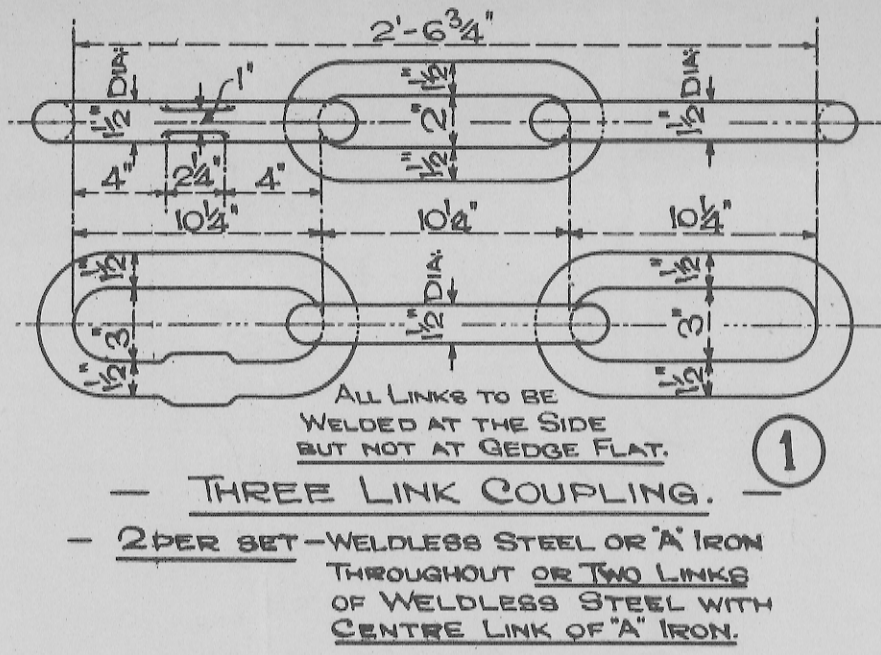 2'-6¾"
DIA: 1½"
1"
1½"
2"
1½"
DIA: 1½"
4" 2¼" 4"
10¼" 10¼" 10¼"
1½"
3"
1½"
DIA: 1½"
1½"
3"
1½"
ALL LINKS TO BE
WELDED AT THE SIDE
BUT NOT AT GEDGE FLAT.
1
— THREE LINK COUPLING. —
— 2 PER SET – WELDLESS STEEL OR "A" IRON
THROUGHOUT OR TWO LINKS
OF WELDLESS STEEL WITH
CENTRE LINK OF "A" IRON.